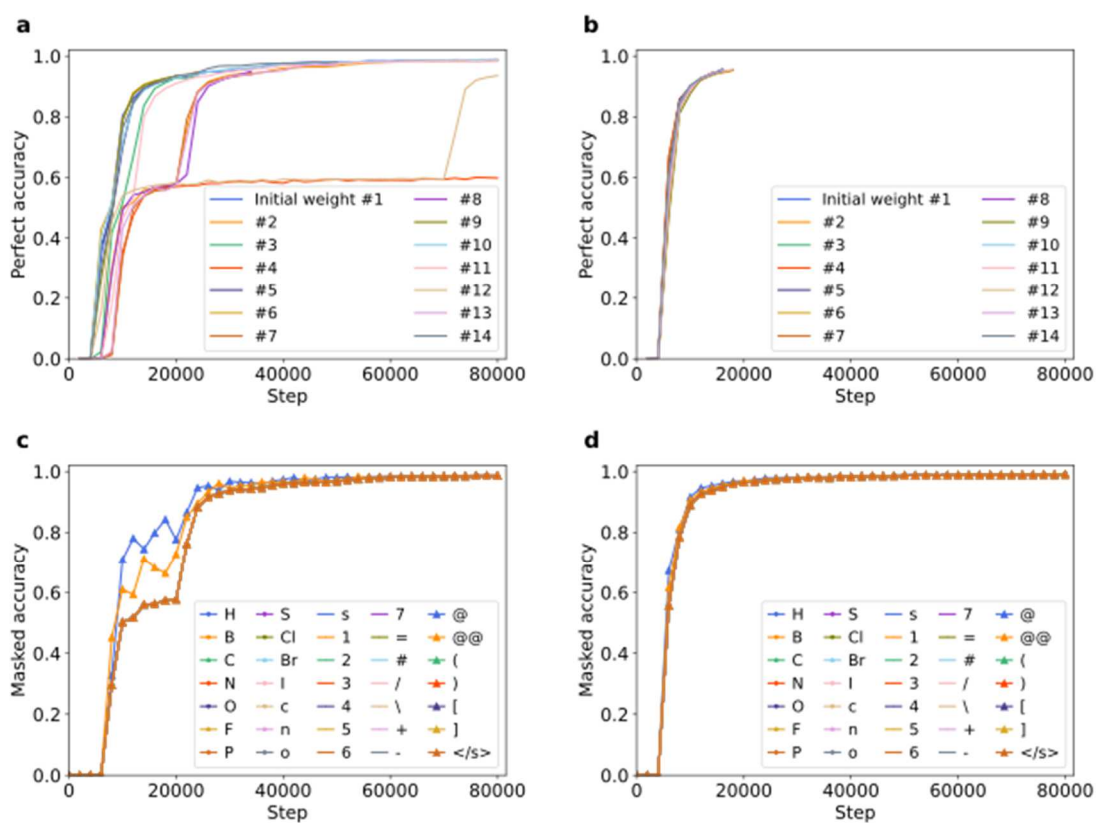 a
1.0
0.8
0.6
0.4
0.2
0.0
Perfect accuracy
Initial weight #1
#2
#3
#4
#5
#6
#7
#8
#9
#10
#11
#12
#13
#14
0 20000 40000 60000 80000
Step
b
1.0
0.8
0.6
0.4
0.2
0.0
Perfect accuracy
Initial weight #1
#2
#3
#4
#5
#6
#7
#8
#9
#10
#11
#12
#13
#14
0 20000 40000 60000 80000
Step
c
1.0
0.8
0.6
0.4
0.2
0.0
Masked accuracy
H S s 7 @
B Cl 1 = @@
C Br 2 # (
N I 3 / )
O c 4 \ [
F n 5 + ]
P o 6 - </s>
0 20000 40000 60000 80000
Step
d
1.0
0.8
0.6
0.4
0.2
0.0
Masked accuracy
H S s 7 @
B Cl 1 = @@
C Br 2 # (
N I 3 / )
O c 4 \ [
F n 5 + ]
P o 6 - </s>
0 20000 40000 60000 80000
Step